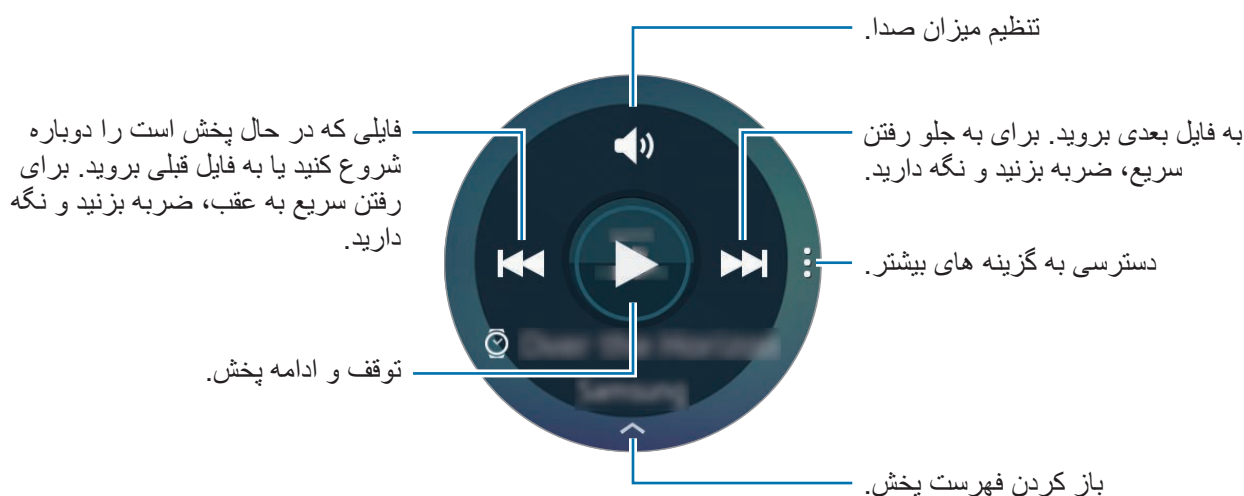 تنظیم میزان صدا.
به فایل بعدی بروید. برای به جلو رفتن
سریع، ضربه بزنید و نگه دارید.
فایلی که در حال پخش است را دوباره
شروع کنید یا به فایل قبلی بروید. برای
رفتن سریع به عقب، ضربه بزنید و نگه
دارید.
دسترسی به گزینه های بیشتر.
توقف و ادامه پخش.
باز کردن فهرست پخش.